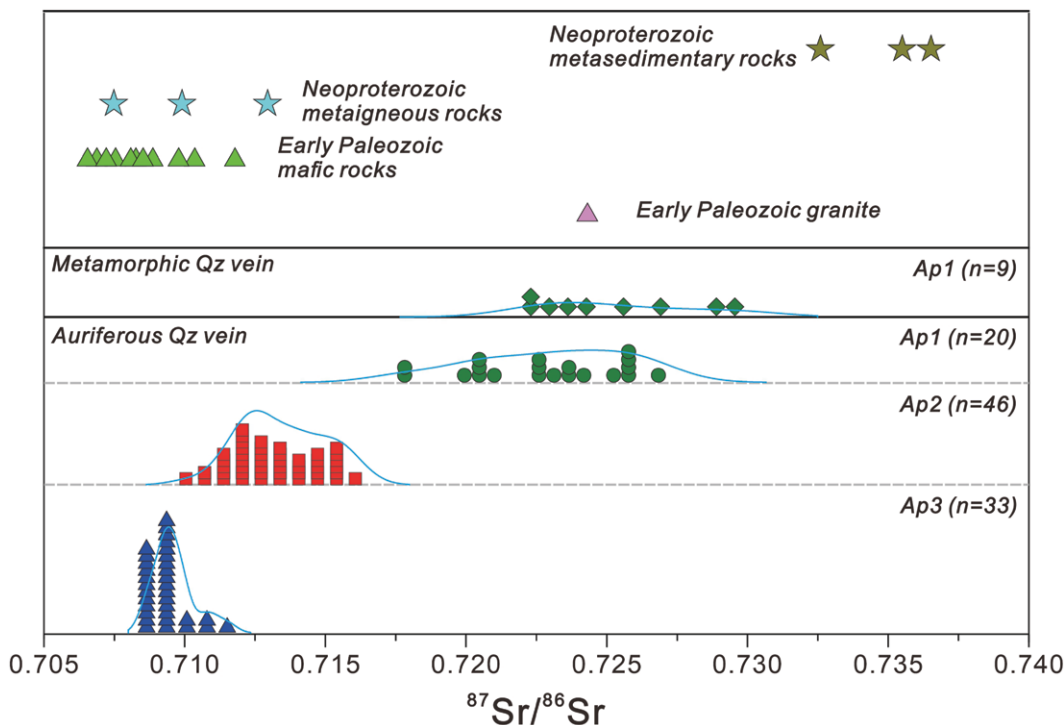 Neoproterozoic
metasedimentary rocks
Neoproterozoic
metaigneous rocks
Early Paleozoic
mafic rocks
Early Paleozoic granite
Metamorphic Qz vein
Ap1 (n=9)
Auriferous Qz vein
Ap1 (n=20)
Ap2 (n=46)
Ap3 (n=33)
0.705 0.710 0.715 0.720 0.725 0.730 0.735 0.740
⁸⁷Sr/⁸⁶Sr